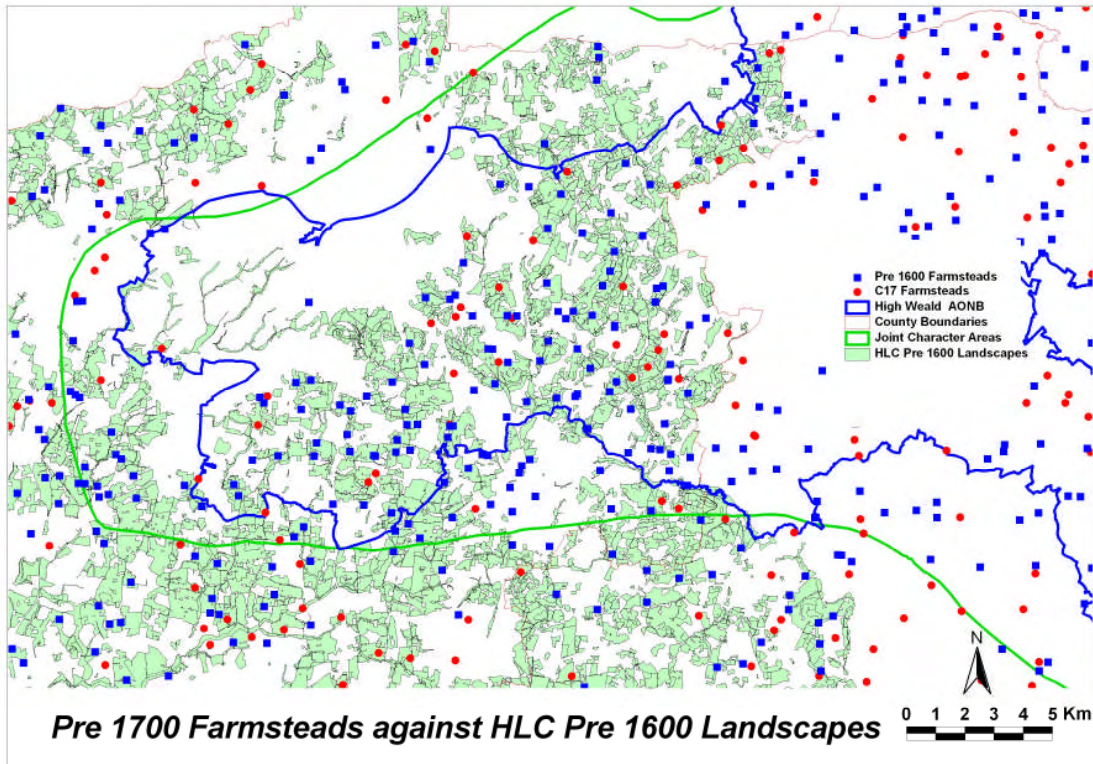 Pre 1600 Farmsteads
C17 Farmsteads
High Weald AONB
County Boundaries
Joint Character Areas
HLC Pre 1600 Landscapes
N
Pre 1700 Farmsteads against HLC Pre 1600 Landscapes
0 1 2 3 4 5 Km